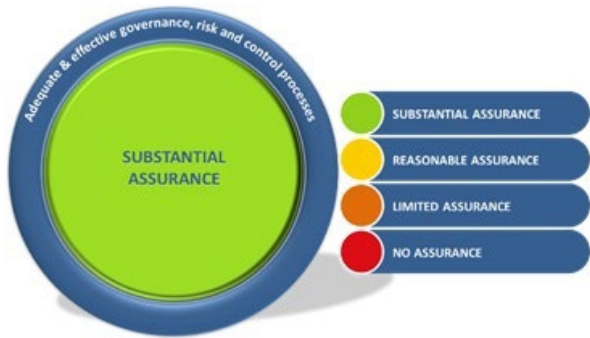 Adequate & effective governance, risk and control processes
SUBSTANTIAL
ASSURANCE
SUBSTANTIAL ASSURANCE
REASONABLE ASSURANCE
LIMITED ASSURANCE
NO ASSURANCE